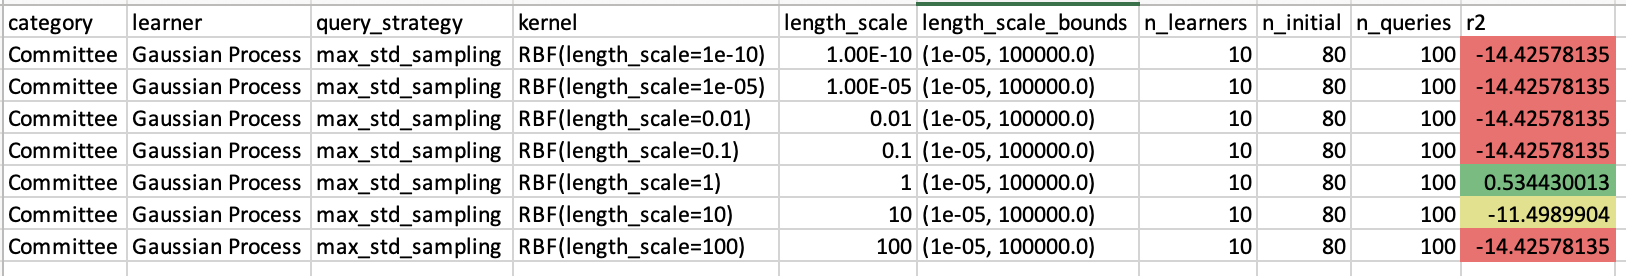 category learner query_strategy kernel length_scale length_scale_bounds n_learners n_initial n_queries r2
Committee Gaussian Process max_std_sampling RBF(length_scale=1e-10) 1.00E-10 (1e-05, 100000.0) 10 80 100 -14.42578135
Committee Gaussian Process max_std_sampling RBF(length_scale=1e-05) 1.00E-05 (1e-05, 100000.0) 10 80 100 -14.42578135
Committee Gaussian Process max_std_sampling RBF(length_scale=0.01) 0.01 (1e-05, 100000.0) 10 80 100 -14.42578135
Committee Gaussian Process max_std_sampling RBF(length_scale=0.1) 0.1 (1e-05, 100000.0) 10 80 100 -14.42578135
Committee Gaussian Process max_std_sampling RBF(length_scale=1) 1 (1e-05, 100000.0) 10 80 100 0.534430013
Committee Gaussian Process max_std_sampling RBF(length_scale=10) 10 (1e-05, 100000.0) 10 80 100 -11.4989904
Committee Gaussian Process max_std_sampling RBF(length_scale=100) 100 (1e-05, 100000.0) 10 80 100 -14.42578135